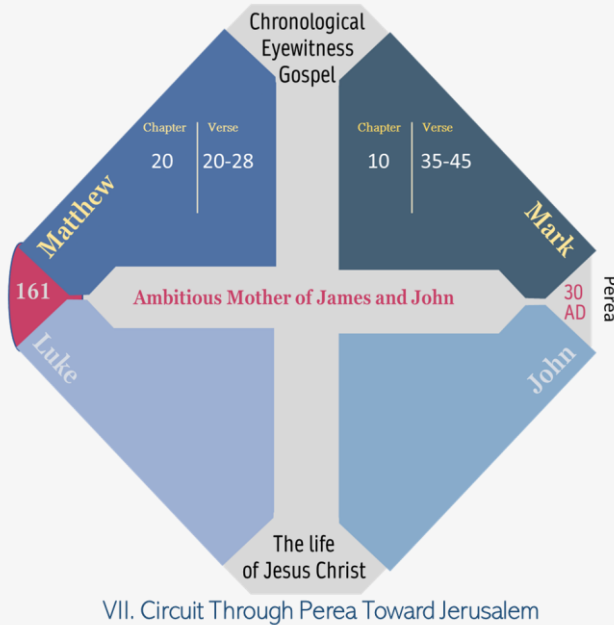 Chronological
Eyewitness
Gospel
Chapter Verse
20 20-28
Matthew
Chapter Verse
10 35-45
Mark
161
Ambitious Mother of James and John
30
AD
Perea
Luke
John
The life
of Jesus Christ
VII. Circuit Through Perea Toward Jerusalem